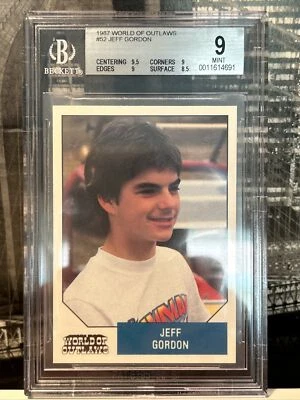 1987 WORLD OF OUTLAWS
#52 JEFF GORDON
BECKETT
CENTERING 9.5 CORNERS 9
EDGES 9 SURFACE 8.5
9
MINT
0011614691
WORLD OF
OUTLAWS
JEFF
GORDON